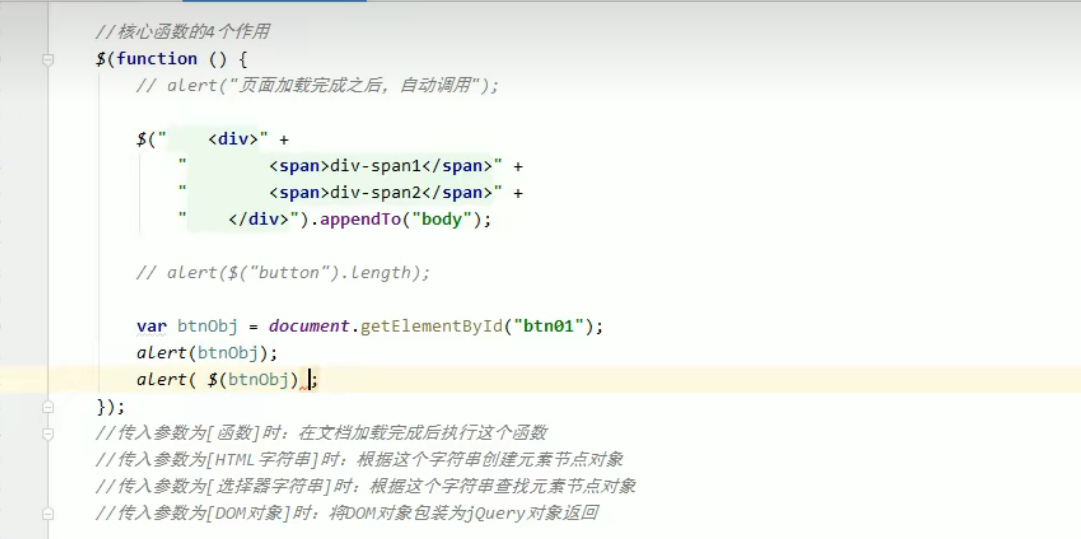 //核心函数的4个作用
$(function () {
// alert("页面加载完成之后，自动调用");
$("    <div>" +
"        <span>div-span1</span>" +
"        <span>div-span2</span>" +
"    </div>").appendTo("body");
// alert($("button").length);
var btnObj = document.getElementById("btn01");
alert(btnObj);
alert( $(btnObj) ;
});
//传入参数为[函数]时：在文档加载完成后执行这个函数
//传入参数为[HTML字符串]时：根据这个字符串创建元素节点对象
//传入参数为[选择器字符串]时：根据这个字符串查找元素节点对象
//传入参数为[DOM对象]时：将DOM对象包装为jQuery对象返回